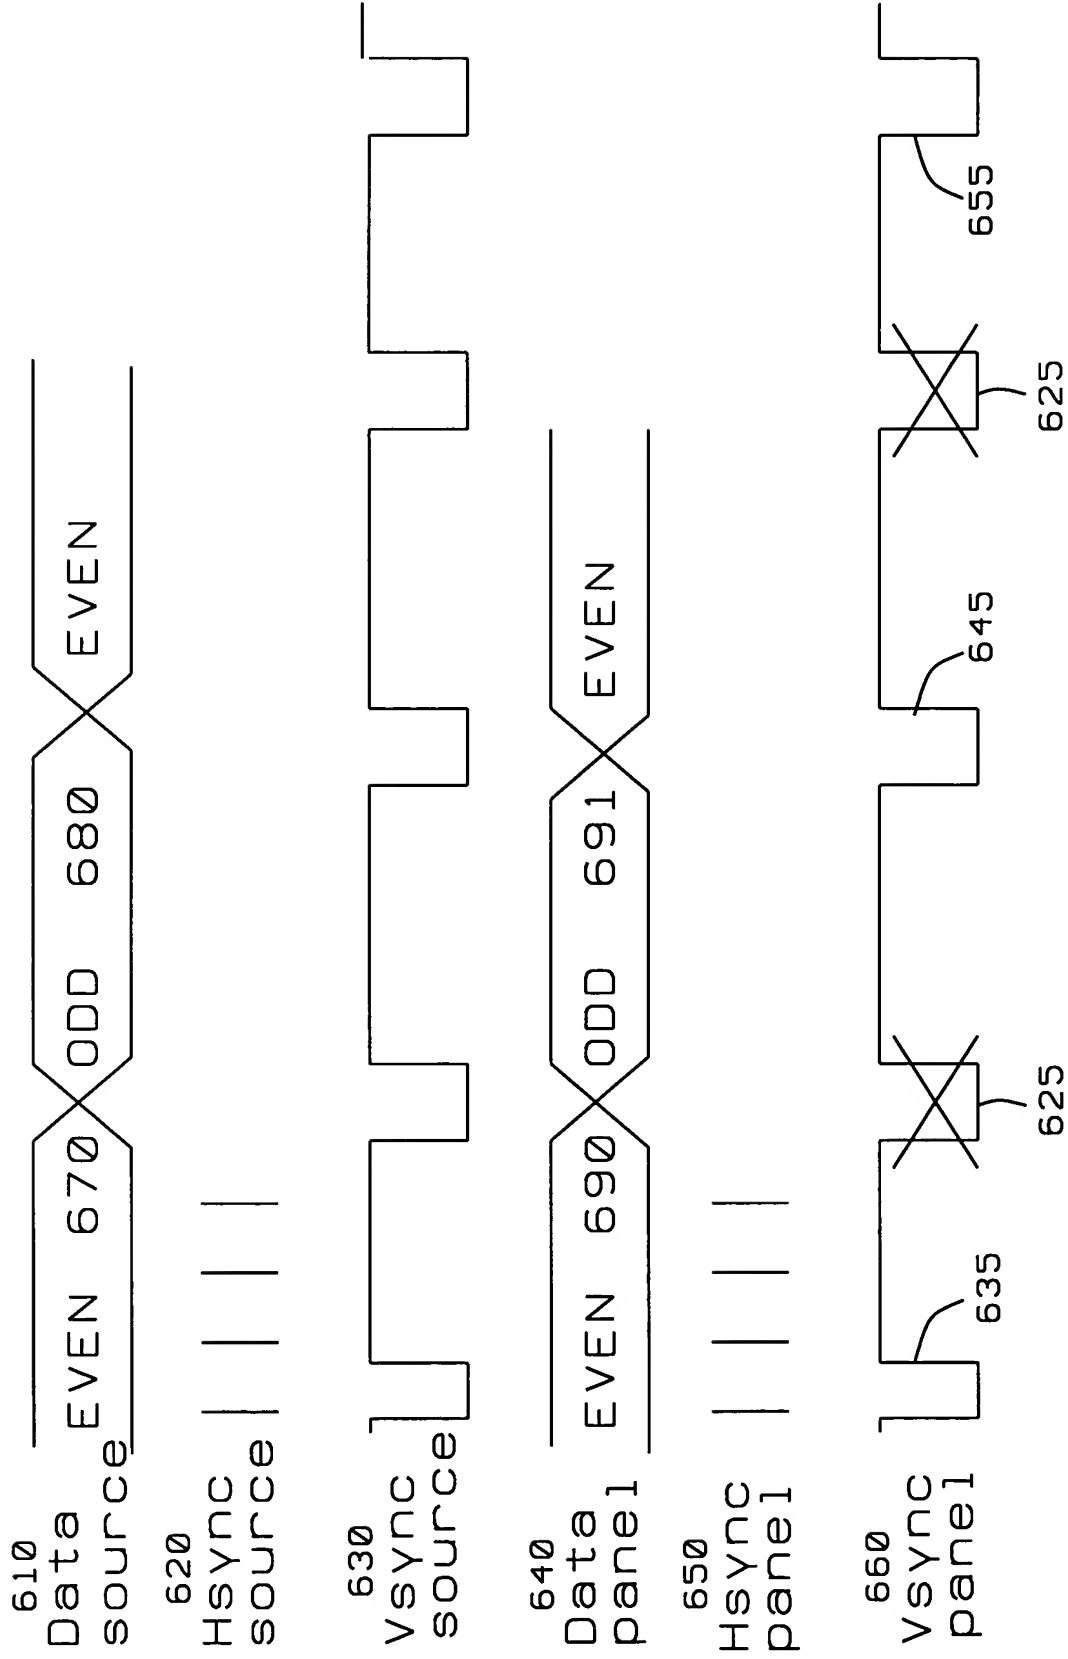 610
Data
source
EVEN 670
ODD 680
EVEN
620
Hsync
source
630
Vsync
source
640
Data
panel
EVEN 690
ODD 691
EVEN
650
Hsync
panel
660
Vsync
panel
635
625
645
625
655